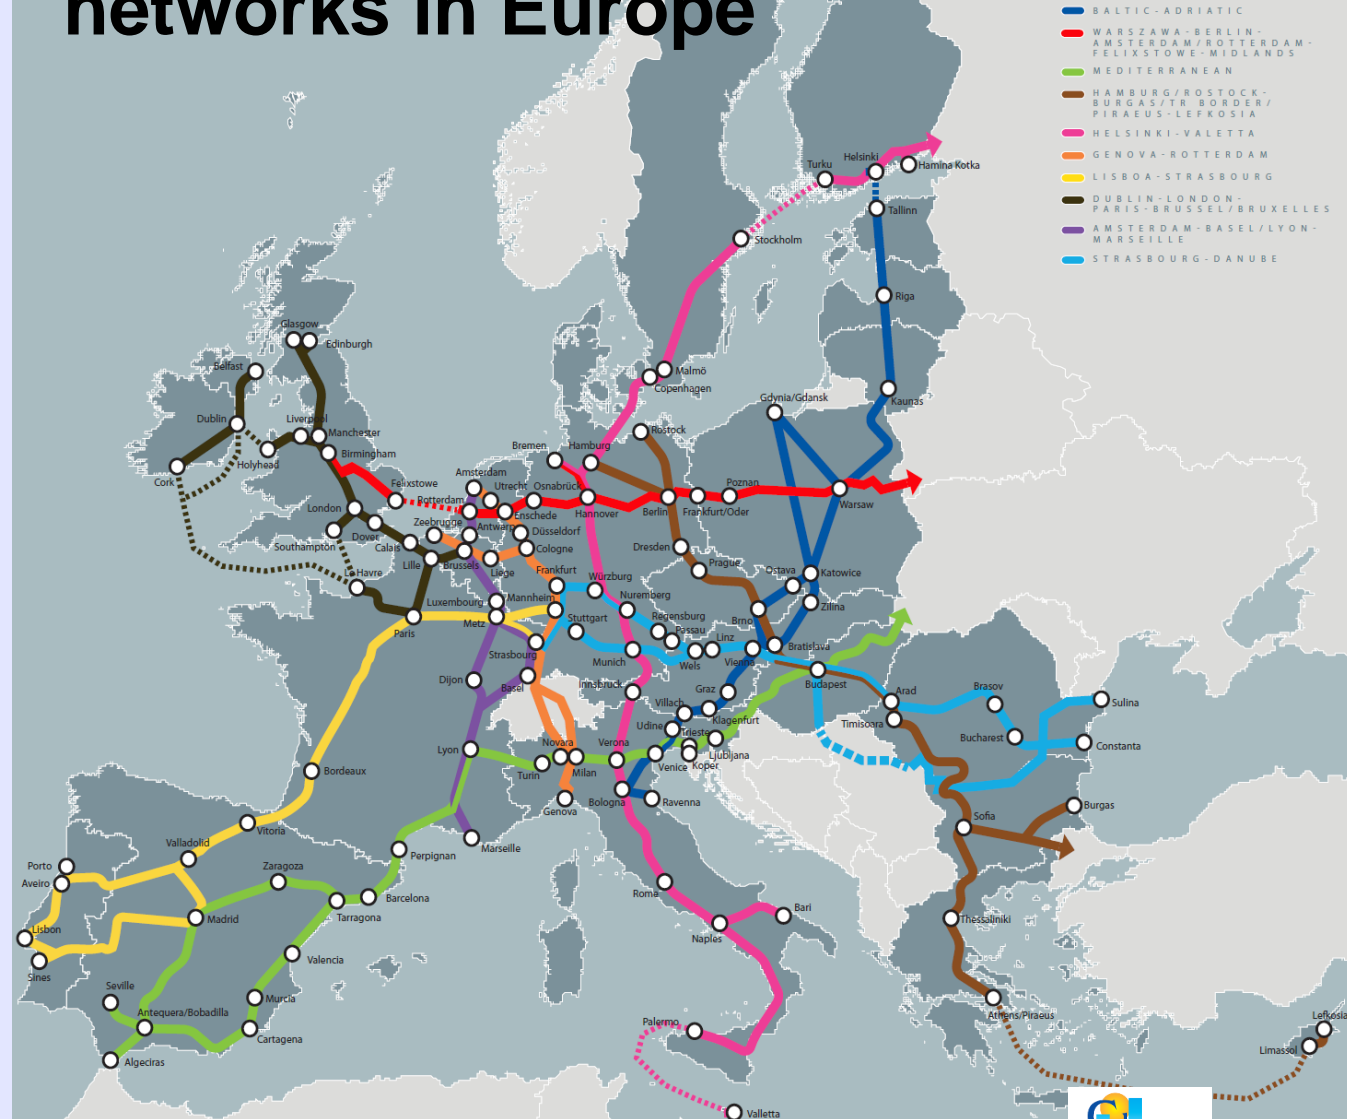 networks in Europe
BALTIC-ADRIATIC
WARSZAWA-BERLIN-
AMSTERDAM/ROTTERDAM-
FELIXSTOWE-MIDLANDS
MEDITERRANEAN
HAMBURG/ROSTOCK-
BURGAS/TR BORDER/
PIRAEUS-LEFKOSIA
HELSINKI-VALETTA
GENOVA-ROTTERDAM
LISBOA-STRASBOURG
DUBLIN-LONDON-
PARIS-BRUSSEL/BRUXELLES
AMSTERDAM-BASEL/LYON-
MARSEILLE
STRASBOURG-DANUBE
Helsinki
Turku
Hamina Kotka
Tallinn
Stockholm
Riga
Glasgow
Edinburgh
Belfast
Malmö
Copenhagen
Kaunas
Gdynia/Gdansk
Dublin
Liverpool
Manchester
Rostock
Holyhead
Birmingham
Bremen
Hamburg
Cork
Felixstowe
Amsterdam
Utrecht
Osnabrück
Poznan
Rotterdam
London
Enschede
Hannover
Berlin
Frankfurt/Oder
Warsaw
Zeebrugge
Antwerp
Düsseldorf
Southampton
Dover
Calais
Cologne
Dresden
Lille
Brussels
Liege
Prague
Havre
Frankfurt
Würzburg
Ostava
Katowice
Luxembourg
Mannheim
Nuremberg
Zilina
Paris
Metz
Stuttgart
Regensburg
Brno
Passau
Linz
Strasbourg
Munich
Wels
Vienna
Bratislava
Dijon
Basel
Innsbruck
Graz
Budapest
Arad
Brasov
Sulina
Villach
Klagenfurt
Timisoara
Udine
Trieste
Bucharest
Constanta
Lyon
Novara
Verona
Ljubljana
Bordeaux
Turin
Milan
Venice
Koper
Genova
Bologna
Ravenna
Burgas
Sofia
Vitoria
Valladolid
Marseille
Perpignan
Porto
Zaragoza
Aveiro
Rome
Barcelona
Bari
Madrid
Tarragona
Thessaliniki
Lisbon
Naples
Valencia
Sines
Seville
Murcia
Antequera/Bobadilla
Athens/Piraeus
Lefkosia
Palermo
Cartagena
Limassol
Algeciras
Valletta